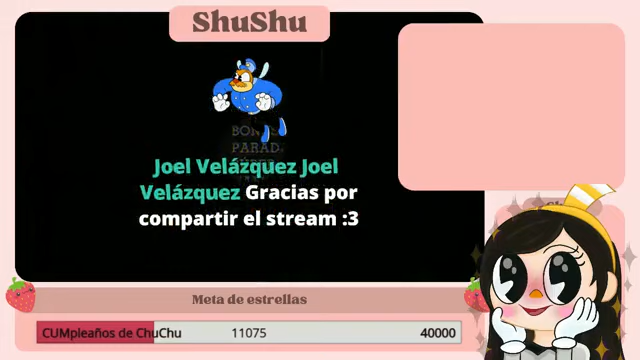 ShuShu
Joel Velázquez Joel
Velázquez Gracias por
compartir el stream :3
Meta de estrellas
CUMpleaños de ChuChu 11075 40000